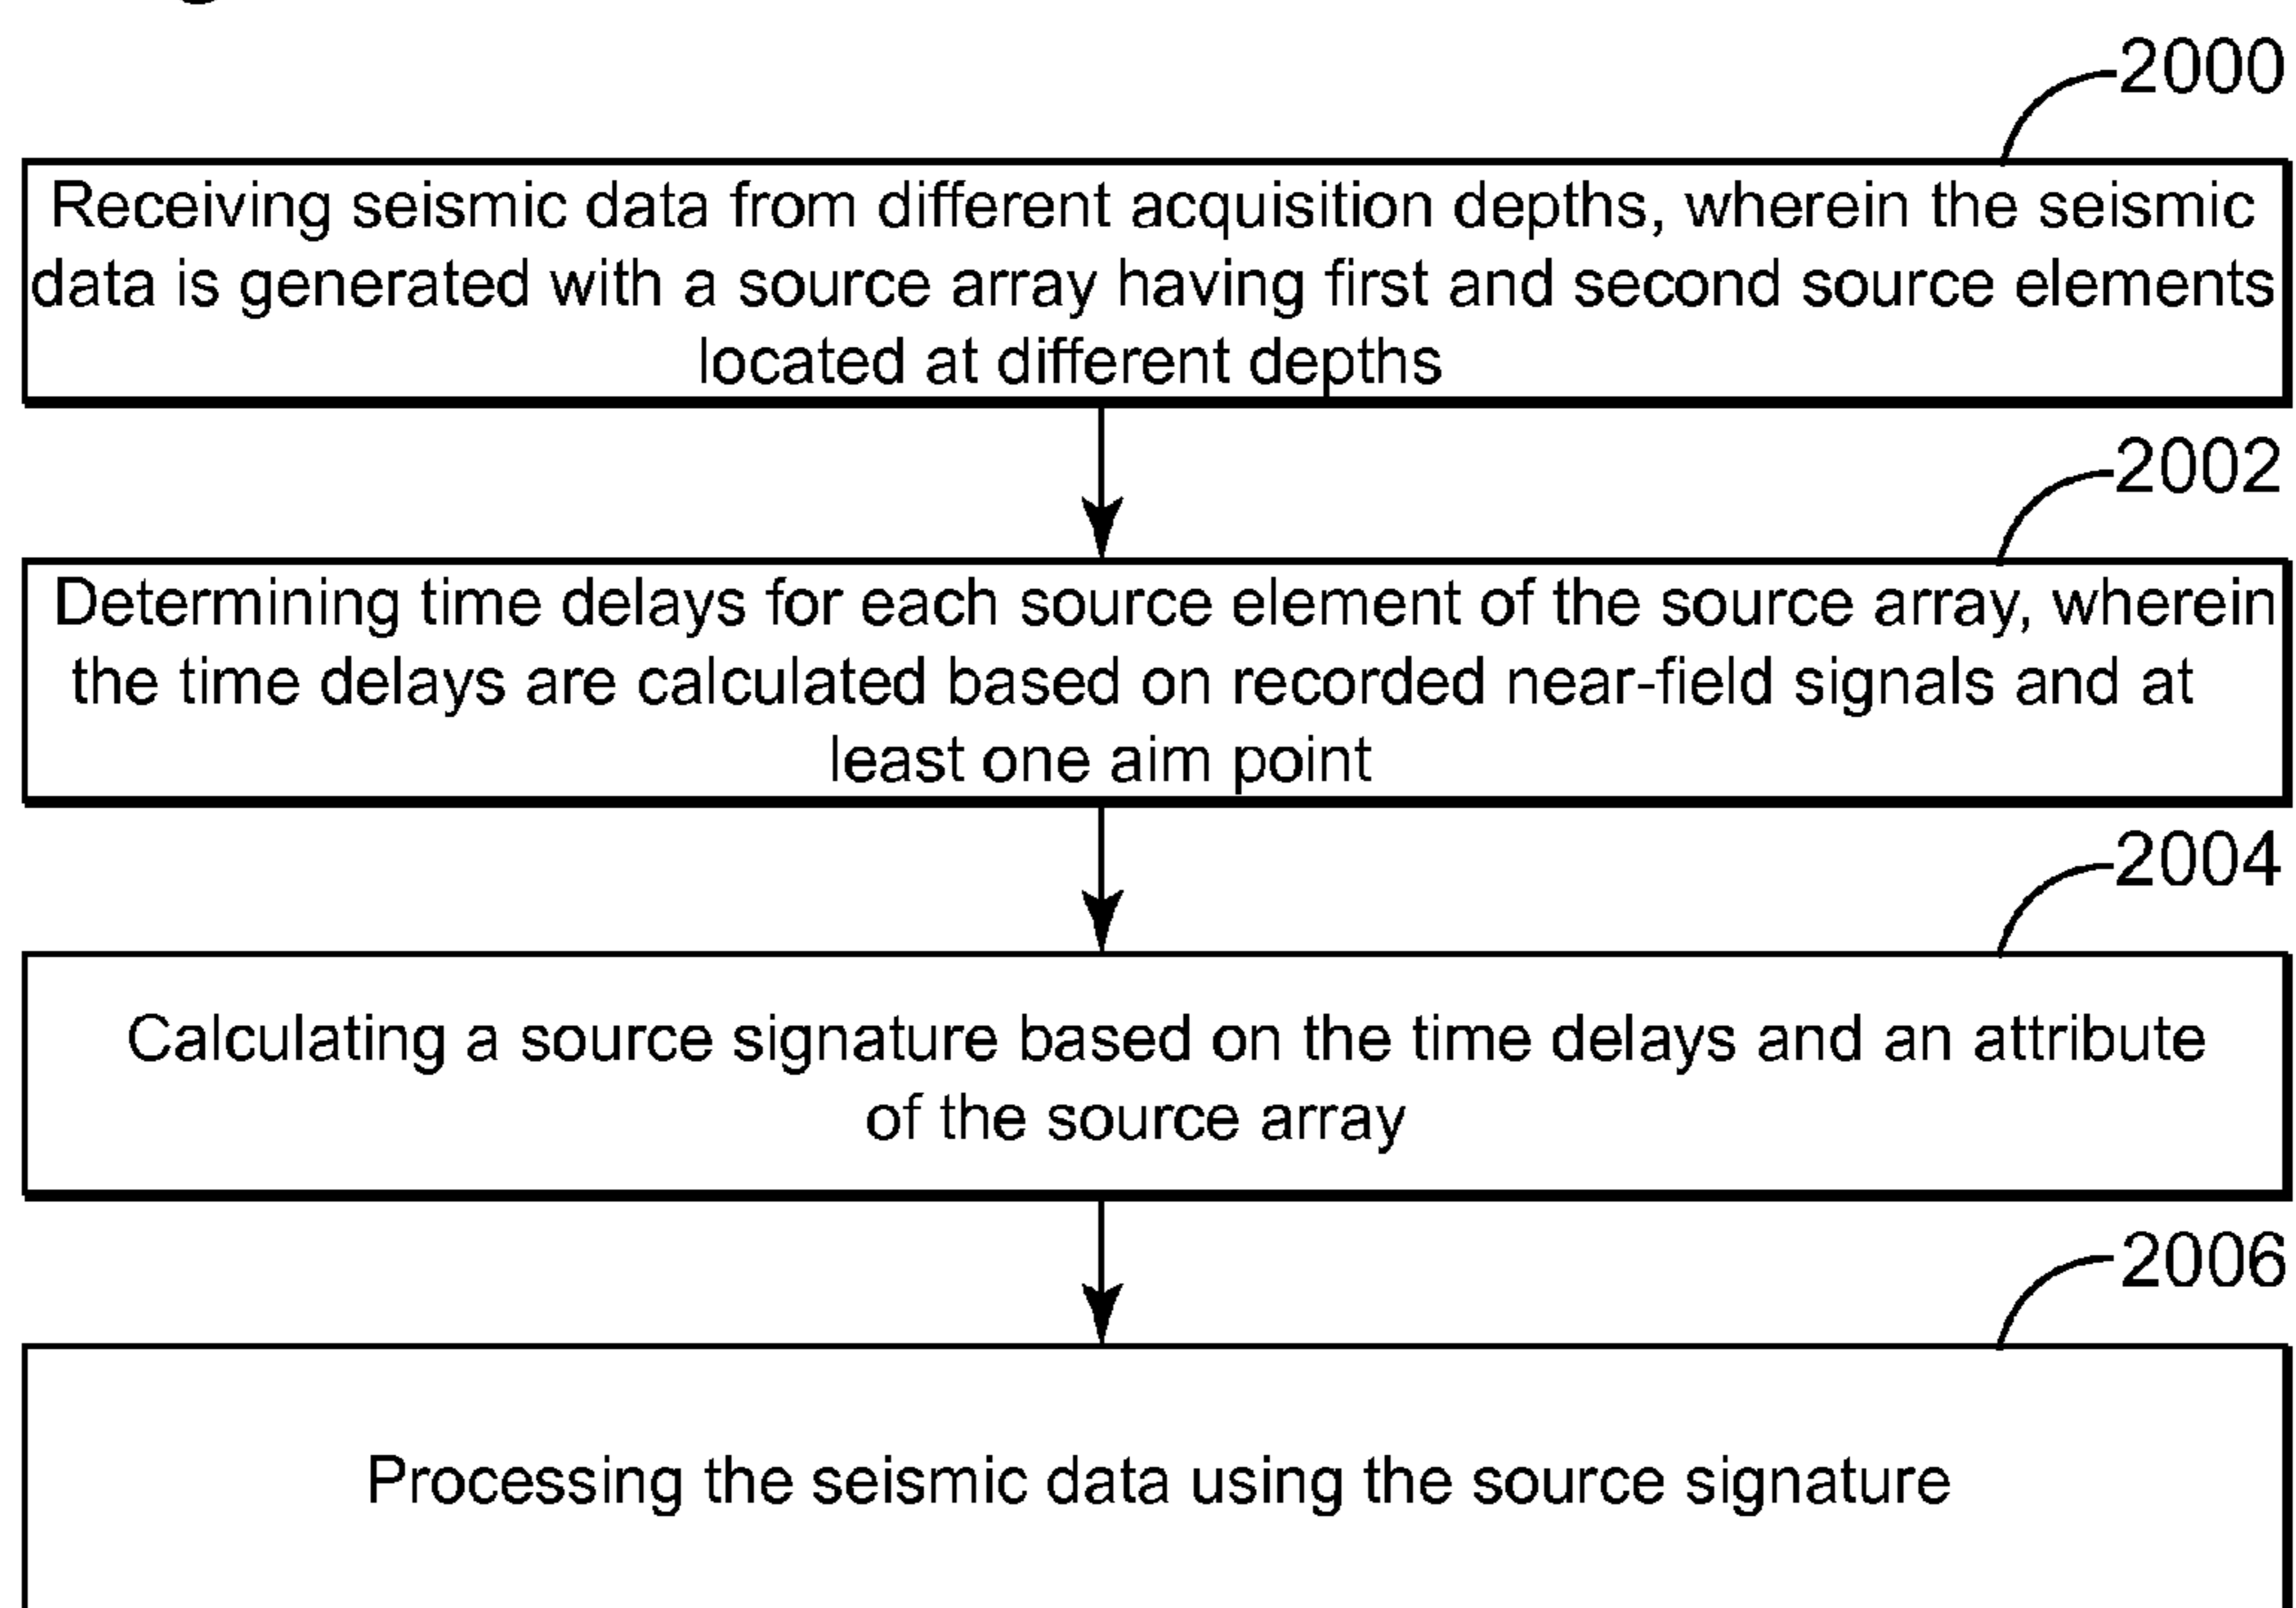 2000
Receiving seismic data from different acquisition depths, wherein the seismic
data is generated with a source array having first and second source elements
located at different depths
2002
Determining time delays for each source element of the source array, wherein
the time delays are calculated based on recorded near-field signals and at
least one aim point
2004
Calculating a source signature based on the time delays and an attribute
of the source array
2006
Processing the seismic data using the source signature